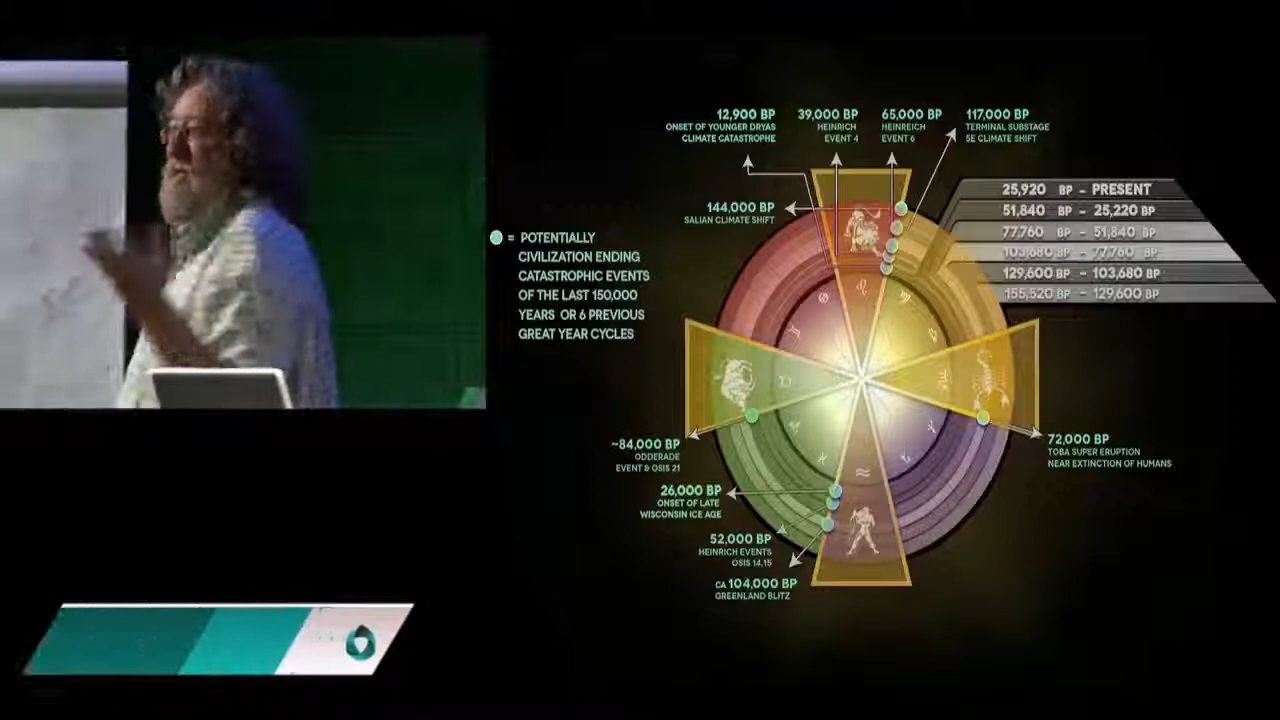 12,900 BP
ONSET OF YOUNGER DRYAS
CLIMATE CATASTROPHE
39,000 BP
HEINRICH
EVENT 4
65,000 BP
HEINREICH
EVENT 6
117,000 BP
TERMINAL SUBSTAGE
5E CLIMATE SHIFT
144,000 BP
SALIAN CLIMATE SHIFT
25,920 BP - PRESENT
51,840 BP - 25,220 BP
77,760 BP - 51,840 BP
103,680 BP - 77,760 BP
129,600 BP - 103,680 BP
155,520 BP - 129,600 BP
= POTENTIALLY
CIVILIZATION ENDING
CATASTROPHIC EVENTS
OF THE LAST 150,000
YEARS OR 6 PREVIOUS
GREAT YEAR CYCLES
~84,000 BP
ODDERADE
EVENT & OSIS 21
72,000 BP
TOBA SUPER ERUPTION
NEAR EXTINCTION OF HUMANS
26,000 BP
ONSET OF LATE
WISCONSIN ICE AGE
52,000 BP
HEINRICH EVENTS
OSIS 14,15
CA 104,000 BP
GREENLAND BLITZ